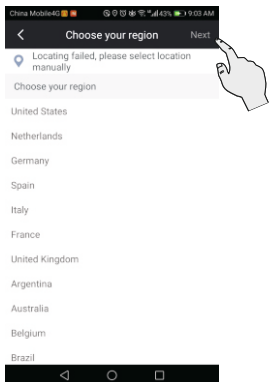 China Mobile4G 43% 9:03 AM
Choose your region Next
Locating failed, please select location
manually
Choose your region
United States
Netherlands
Germany
Spain
Italy
France
United Kingdom
Argentina
Australia
Belgium
Brazil